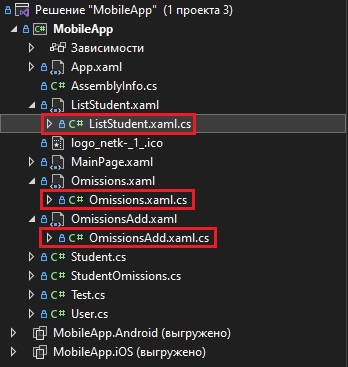 Решение "MobileApp" (1 проекта 3)
MobileApp
Зависимости
App.xaml
AssemblyInfo.cs
ListStudent.xaml
C# ListStudent.xaml.cs
logo_netk-_1_.ico
MainPage.xaml
Omissions.xaml
C# Omissions.xaml.cs
OmissionsAdd.xaml
C# OmissionsAdd.xaml.cs
C# Student.cs
C# StudentOmissions.cs
C# Test.cs
C# User.cs
MobileApp.Android (выгружено)
MobileApp.iOS (выгружено)